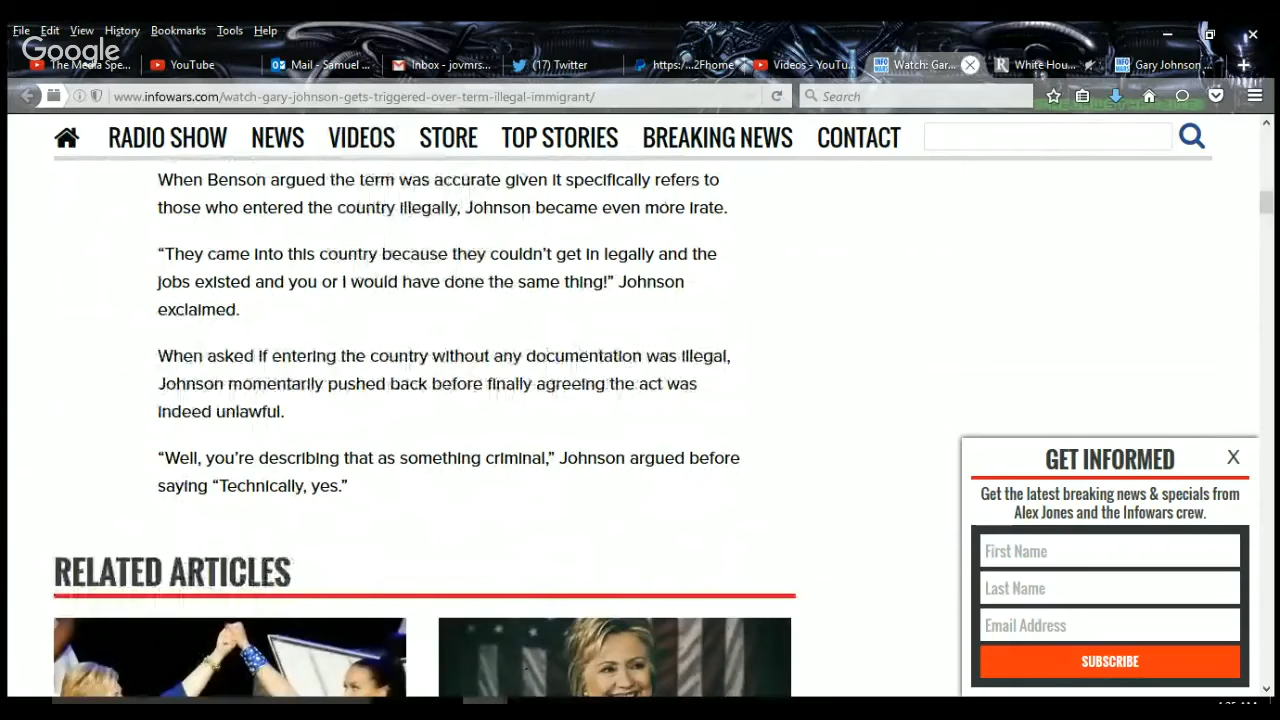 File Edit View History Bookmarks Tools Help
Google
The Media Spe...
YouTube
Mail - Samuel ...
Inbox - jovmrs...
(17) Twitter
https:/...2Fhome
Videos - YouTu...
Watch: Gar...
White Hou...
Gary Johnson ...
www.infowars.com/watch-gary-johnson-gets-triggered-over-term-illegal-immigrant/
Search
RADIO SHOW NEWS VIDEOS STORE TOP STORIES BREAKING NEWS CONTACT
When Benson argued the term was accurate given it specifically refers to
those who entered the country illegally, Johnson became even more irate.
“They came into this country because they couldn’t get in legally and the
jobs existed and you or I would have done the same thing!” Johnson
exclaimed.
When asked if entering the country without any documentation was illegal,
Johnson momentarily pushed back before finally agreeing the act was
indeed unlawful.
“Well, you’re describing that as something criminal,” Johnson argued before
saying “Technically, yes.”
RELATED ARTICLES
GET INFORMED X
Get the latest breaking news & specials from
Alex Jones and the Infowars crew.
First Name
Last Name
Email Address
SUBSCRIBE